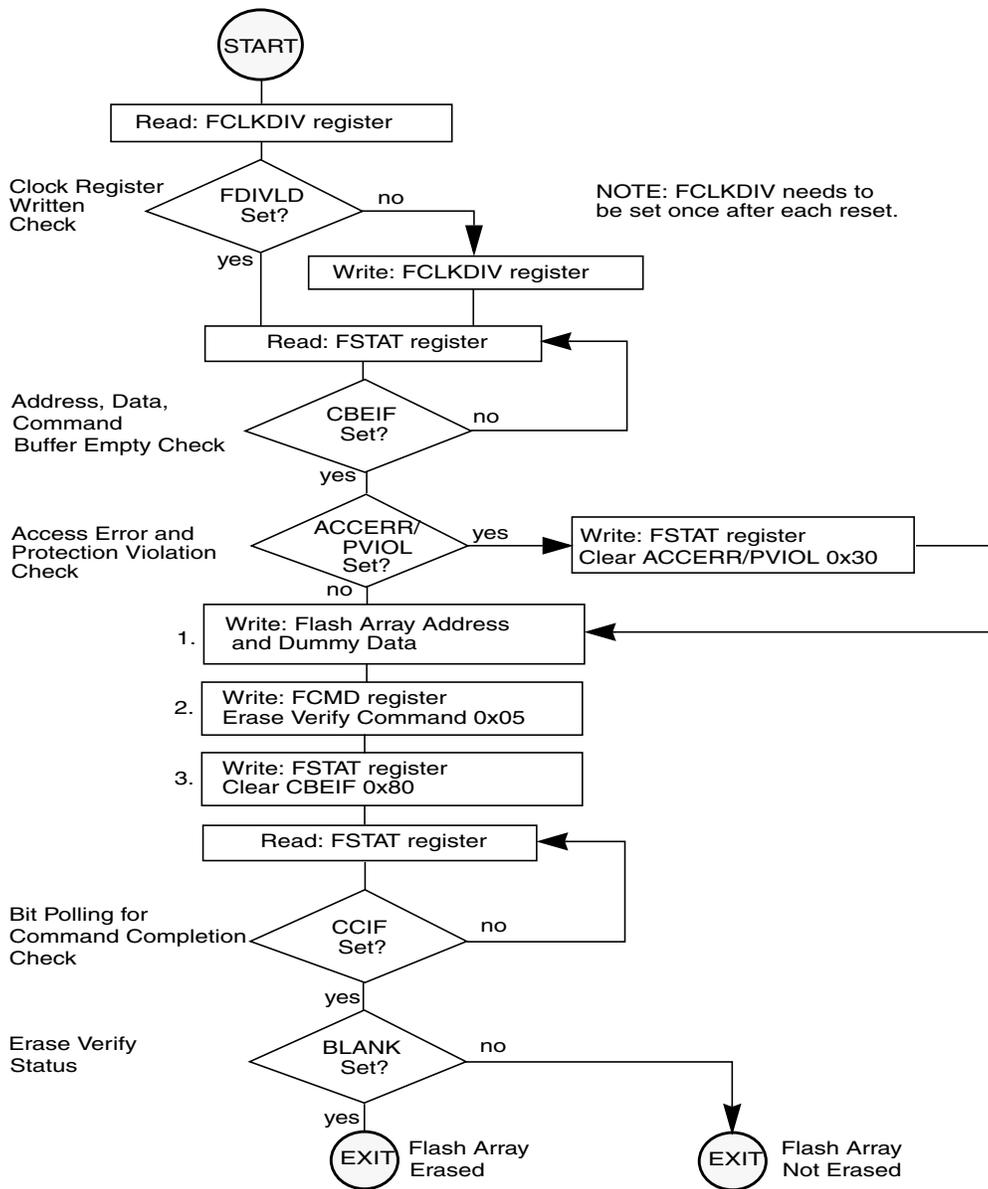 START
Read: FCLKDIV register
Clock Register
Written
Check
FDIVLD
Set?
no
yes
NOTE: FCLKDIV needs to
be set once after each reset.
Write: FCLKDIV register
Read: FSTAT register
Address, Data,
Command
Buffer Empty Check
CBEIF
Set?
no
yes
Access Error and
Protection Violation
Check
ACCERR/
PVIOL
Set?
yes
no
Write: FSTAT register
Clear ACCERR/PVIOL 0x30
1.
Write: Flash Array Address
and Dummy Data
2.
Write: FCMD register
Erase Verify Command 0x05
3.
Write: FSTAT register
Clear CBEIF 0x80
Read: FSTAT register
Bit Polling for
Command Completion
Check
CCIF
Set?
no
yes
Erase Verify
Status
BLANK
Set?
no
yes
EXIT
Flash Array
Erased
EXIT
Flash Array
Not Erased